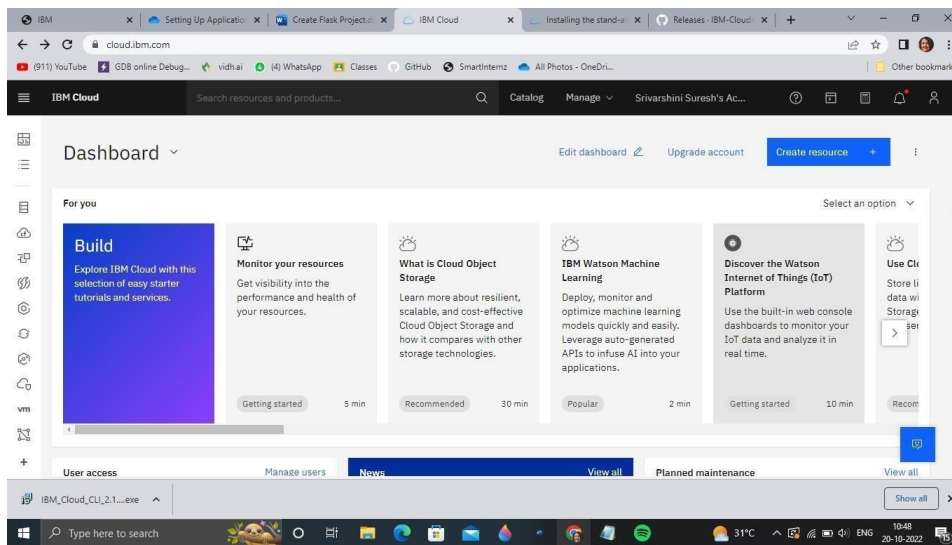 IBM
Setting Up Application
Create Flask Project.d
IBM Cloud
Installing the stand-al
Releases · IBM-Cloud/
cloud.ibm.com
(911) YouTube
GDB online Debug...
vidh.ai
(4) WhatsApp
Classes
GitHub
SmartInternz
All Photos - OneDri...
Other bookmark
IBM Cloud
Search resources and products...
Catalog
Manage
Srivarshini Suresh's Ac...
Dashboard
Edit dashboard
Upgrade account
Create resource +
For you
Select an option
Build
Explore IBM Cloud with this
selection of easy starter
tutorials and services.
Monitor your resources
Get visibility into the
performance and health of
your resources.
Getting started
5 min
What is Cloud Object
Storage
Learn more about resilient,
scalable, and cost-effective
Cloud Object Storage and
how it compares with other
storage technologies.
Recommended
30 min
IBM Watson Machine
Learning
Deploy, monitor and
optimize machine learning
models quickly and easily.
Leverage auto-generated
APIs to infuse AI into your
applications.
Popular
2 min
Discover the Watson
Internet of Things (IoT)
Platform
Use the built-in web console
dashboards to monitor your
IoT data and analyze it in
real time.
Getting started
10 min
Use Clo
Store li
data wi
Storage
ser
Recom
vm
User access
Manage users
News
View all
Planned maintenance
View all
IBM_Cloud_CLI_2.1....exe
Show all
Type here to search
31°C
ENG
10:48
20-10-2022